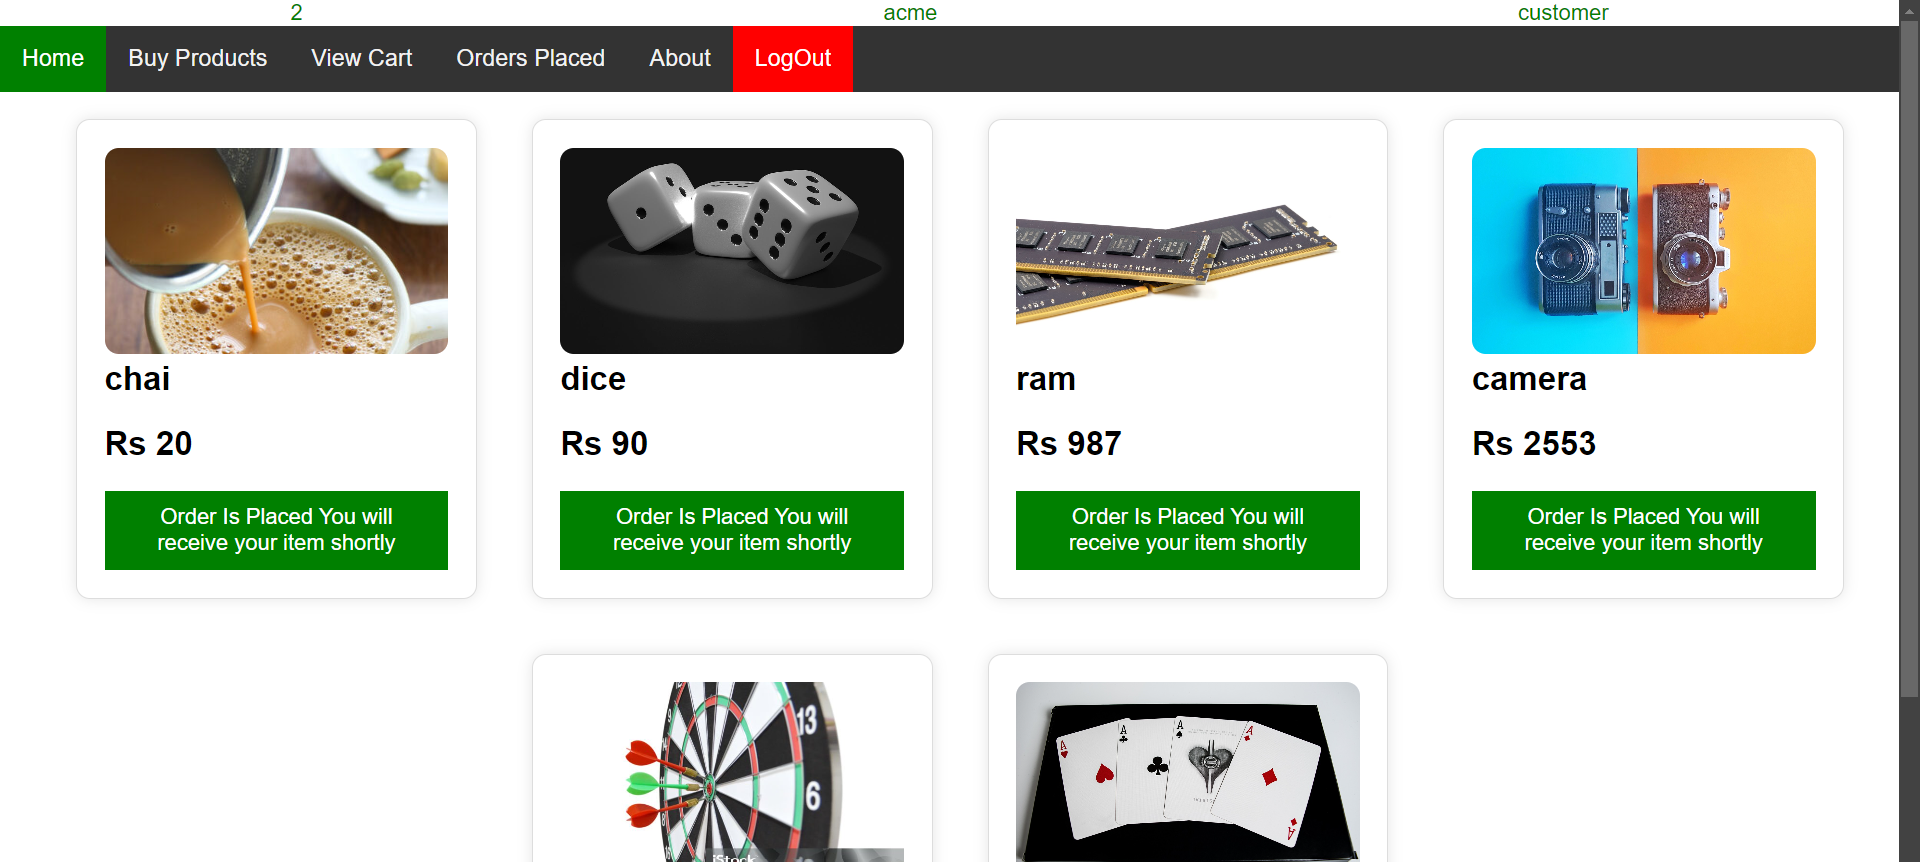 2 acme customer
Home Buy Products View Cart Orders Placed About LogOut
chai
Rs 20
Order Is Placed You will
receive your item shortly
dice
Rs 90
Order Is Placed You will
receive your item shortly
ram
Rs 987
Order Is Placed You will
receive your item shortly
camera
Rs 2553
Order Is Placed You will
receive your item shortly
13
6
iStock
A
A
A
A
A